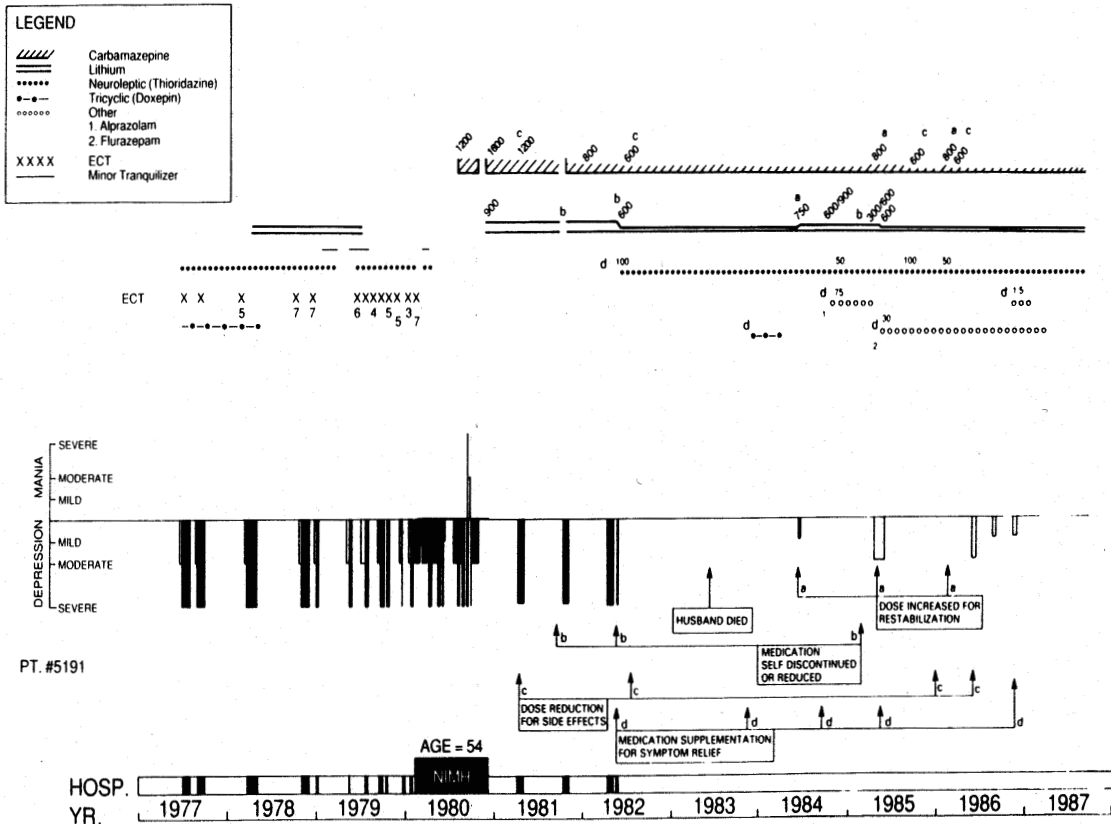 LEGEND
Carbamazepine
Lithium
Neuroleptic (Thioridazine)
Tricyclic (Doxepin)
Other
1. Alprazolam
2. Flurazepam
XXXX ECT
Minor Tranquilizer
1200 1600 c 1200 800 c 600 a 800 c 600 a 800 c 600
900 b b 600 a 750 600/900 b 300/600 600
d 100 50 100 50
ECT X X X X X X X X X X X X X
5 7 7 6 4 5 5 3 7
d 75 d 15
1
d d 30
2
MANIA
SEVERE
MODERATE
MILD
DEPRESSION
MILD
MODERATE
SEVERE
a a a
HUSBAND DIED
DOSE INCREASED FOR
RESTABILIZATION
b b b
MEDICATION
SELF DISCONTINUED
OR REDUCED
PT. #5191
c c c c
DOSE REDUCTION
FOR SIDE EFFECTS
d d d d d
MEDICATION SUPPLEMENTATION
FOR SYMPTOM RELIEF
AGE = 54
NIMH
HOSP.
YR. 1977 1978 1979 1980 1981 1982 1983 1984 1985 1986 1987